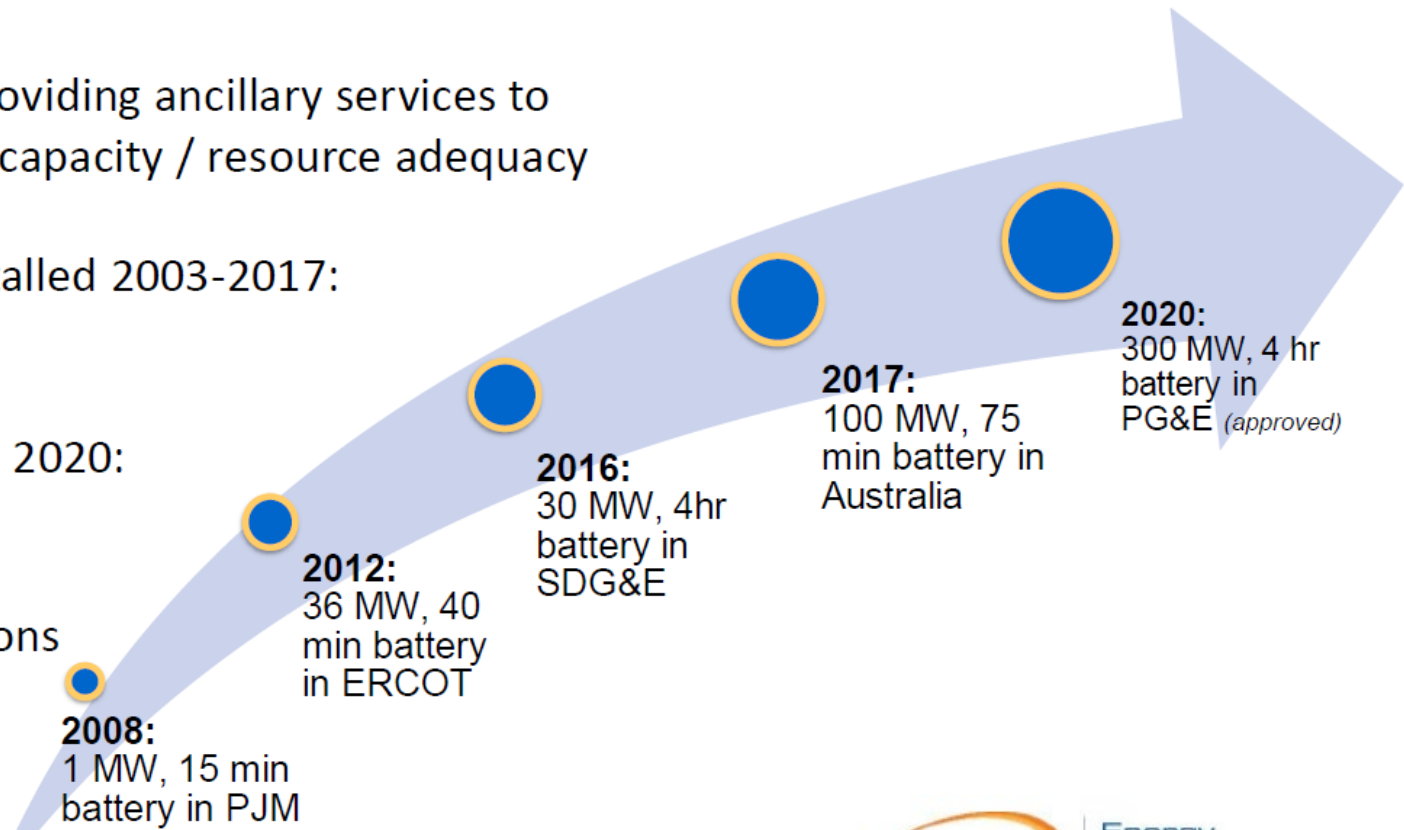 oviding ancillary services to
capacity / resource adequacy
alled 2003-2017:
2020:
ons
2008:
1 MW, 15 min
battery in PJM
2012:
36 MW, 40
min battery
in ERCOT
2016:
30 MW, 4hr
battery in
SDG&E
2017:
100 MW, 75
min battery in
Australia
2020:
300 MW, 4 hr
battery in
PG&E (approved)